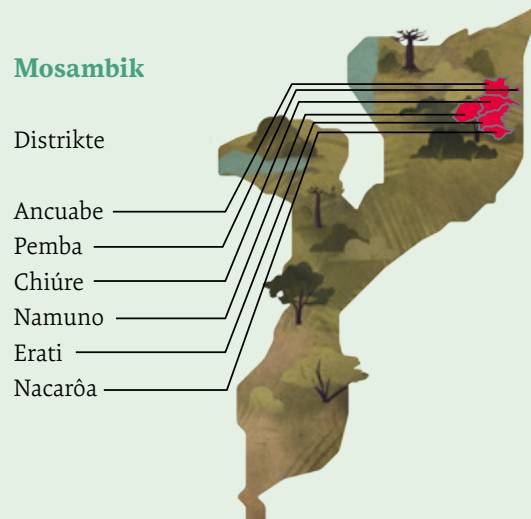 Mosambik
Distrikte
Ancuabe
Pemba
Chiúre
Namuno
Erati
Nacarôa